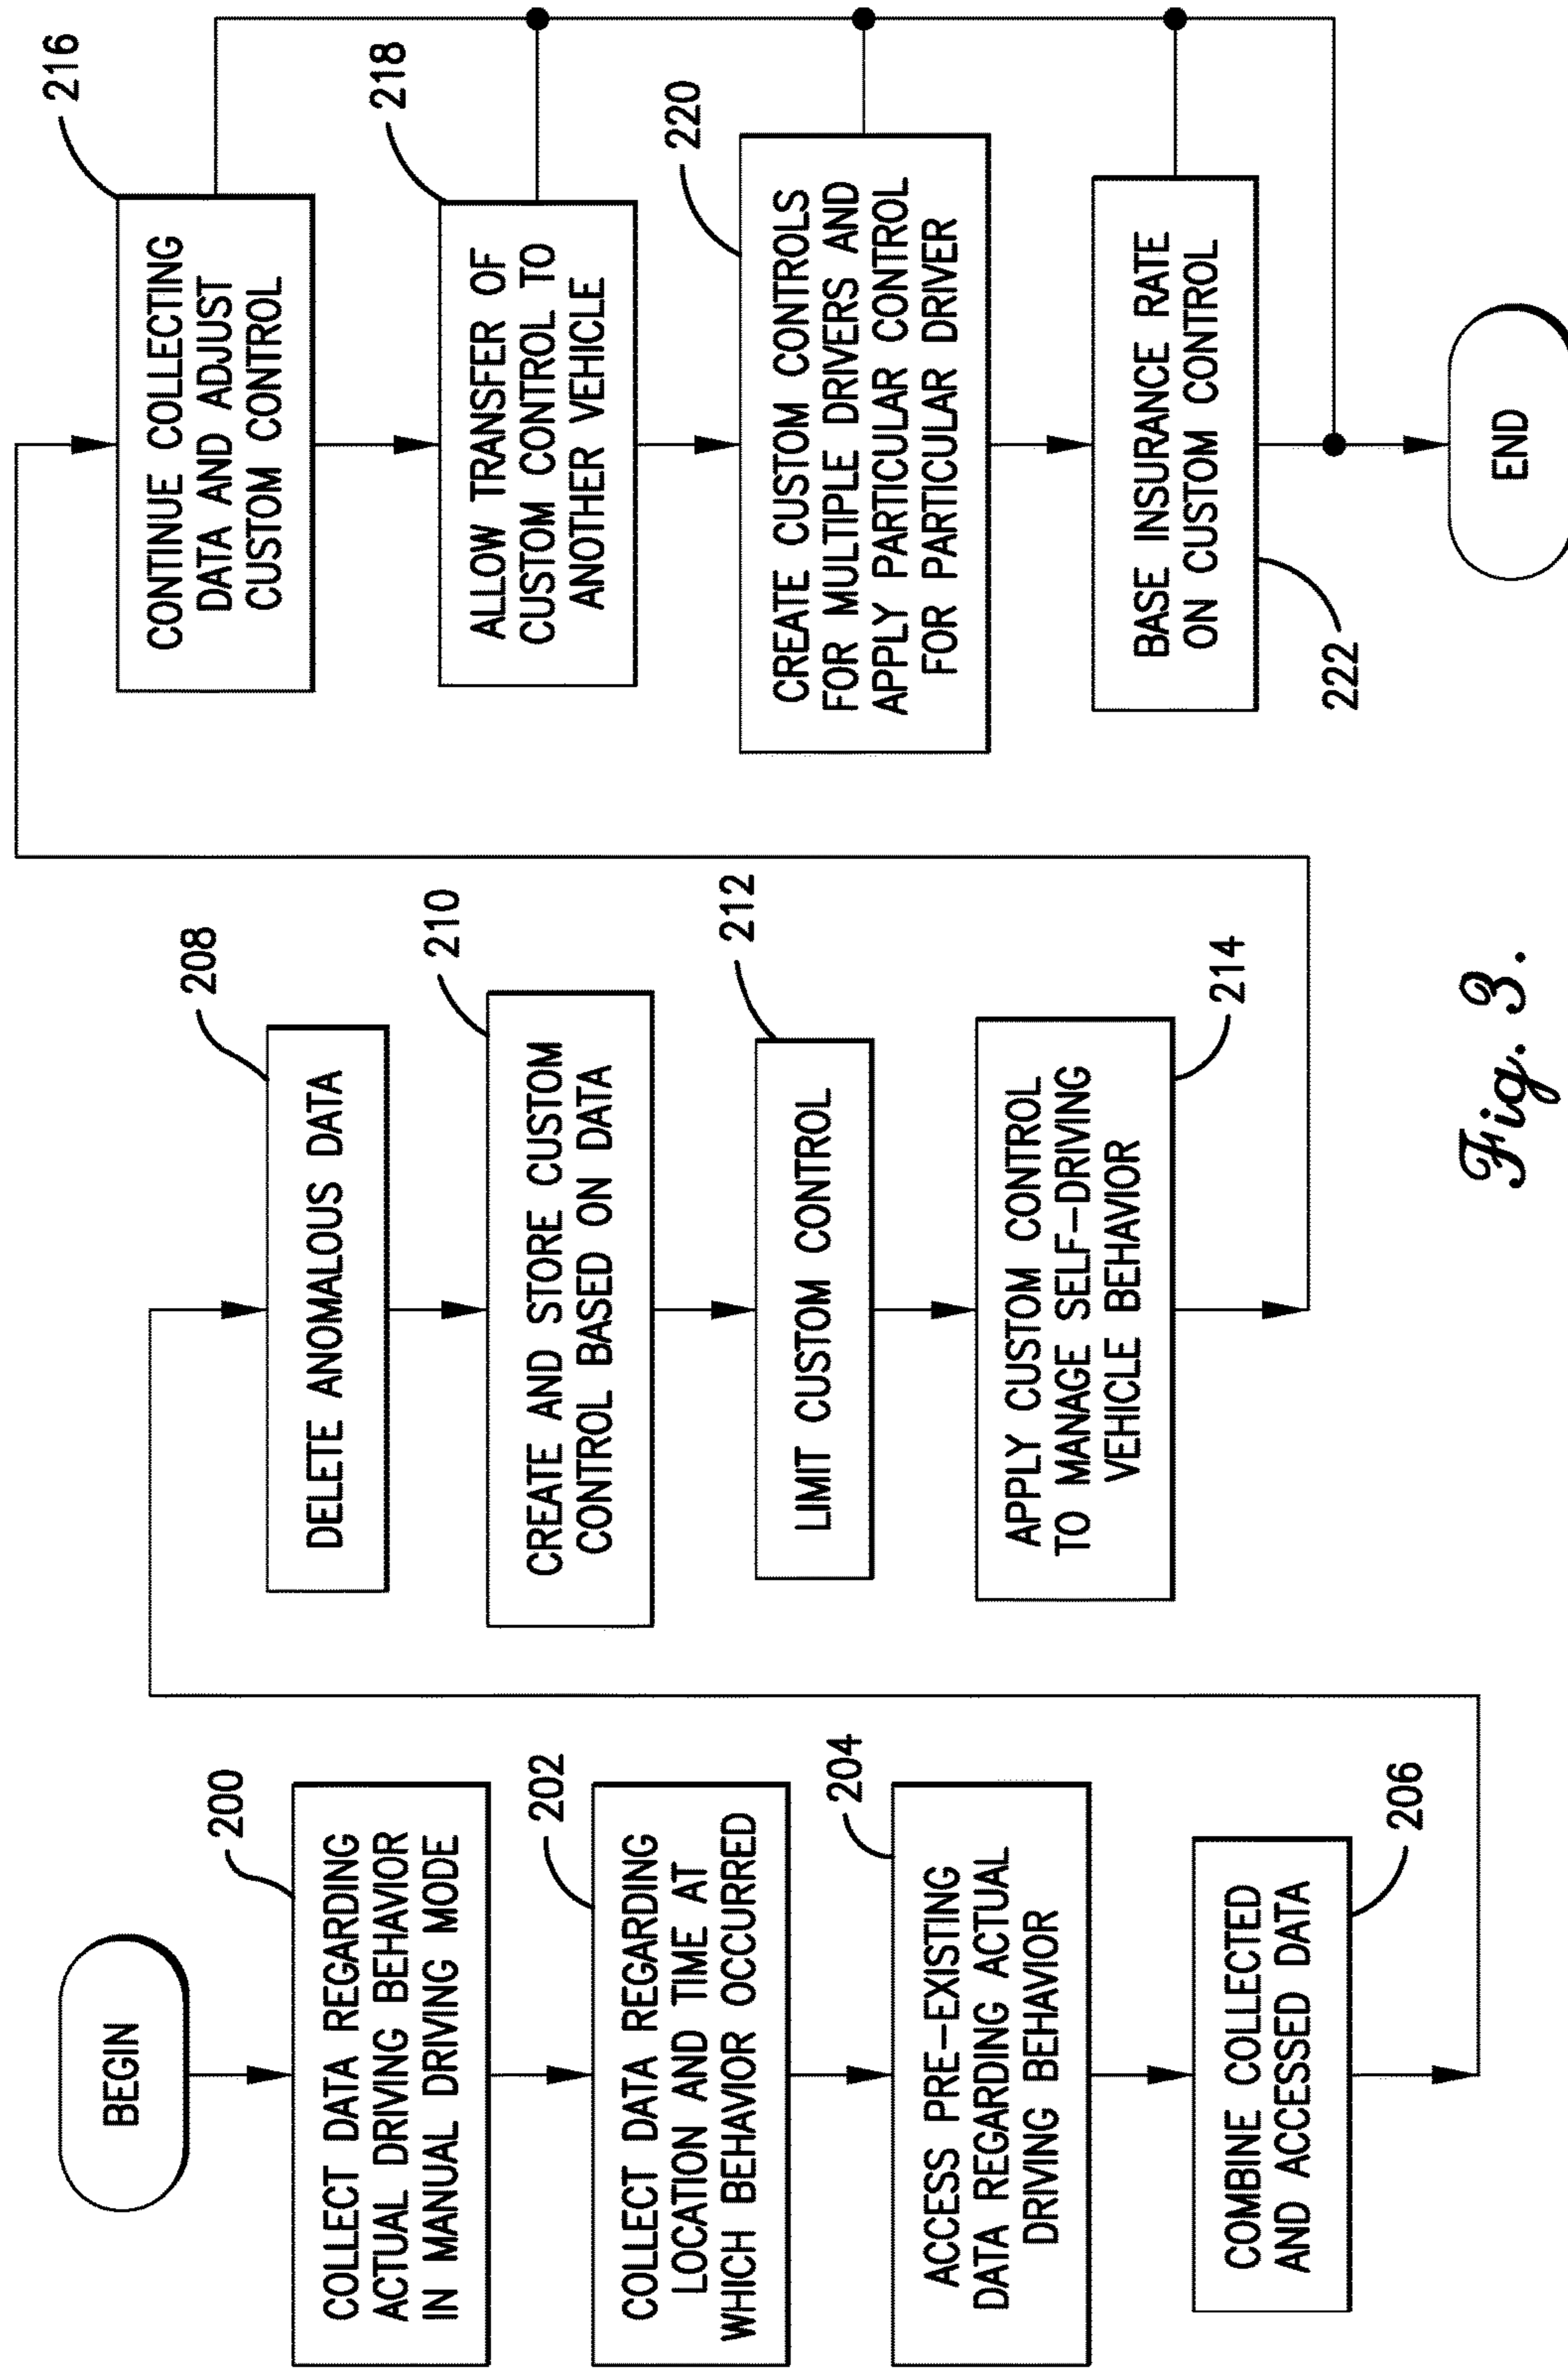 BEGIN
200
COLLECT DATA REGARDING
ACTUAL DRIVING BEHAVIOR
IN MANUAL DRIVING MODE
202
COLLECT DATA REGARDING
LOCATION AND TIME AT
WHICH BEHAVIOR OCCURRED
204
ACCESS PRE-EXISTING
DATA REGARDING ACTUAL
DRIVING BEHAVIOR
206
COMBINE COLLECTED
AND ACCESSED DATA
208
DELETE ANOMALOUS DATA
210
CREATE AND STORE CUSTOM
CONTROL BASED ON DATA
212
LIMIT CUSTOM CONTROL
214
APPLY CUSTOM CONTROL
TO MANAGE SELF-DRIVING
VEHICLE BEHAVIOR
216
CONTINUE COLLECTING
DATA AND ADJUST
CUSTOM CONTROL
218
ALLOW TRANSFER OF
CUSTOM CONTROL TO
ANOTHER VEHICLE
220
CREATE CUSTOM CONTROLS
FOR MULTIPLE DRIVERS AND
APPLY PARTICULAR CONTROL
FOR PARTICULAR DRIVER
BASE INSURANCE RATE
ON CUSTOM CONTROL
222
END
Fig. 3.